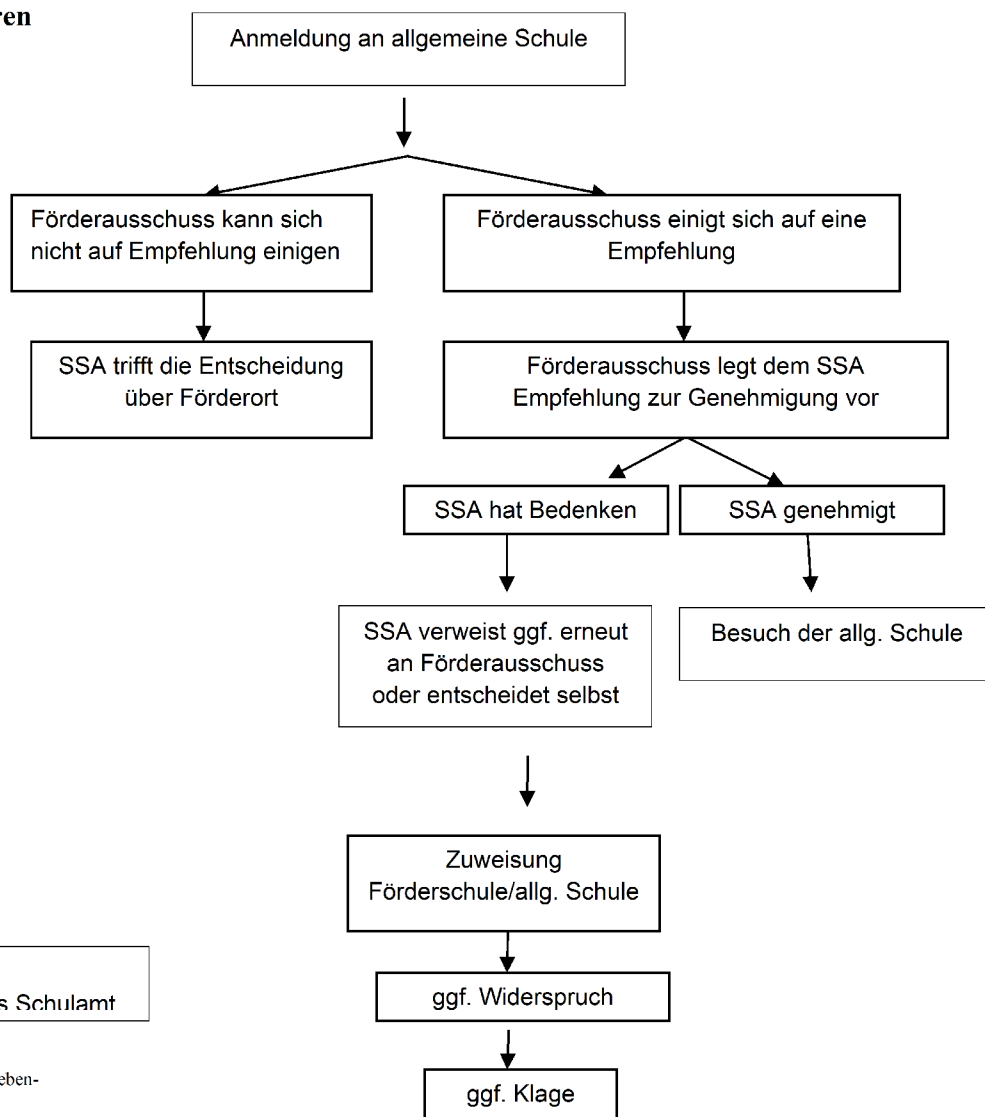 ren
Anmeldung an allgemeine Schule
Förderausschuss kann sich
nicht auf Empfehlung einigen
Förderausschuss einigt sich auf eine
Empfehlung
SSA trifft die Entscheidung
über Förderort
Förderausschuss legt dem SSA
Empfehlung zur Genehmigung vor
SSA hat Bedenken
SSA genehmigt
SSA verweist ggf. erneut
an Förderausschuss
oder entscheidet selbst
Besuch der allg. Schule
Zuweisung
Förderschule/allg. Schule
s Schulamt
ggf. Widerspruch
eben-
ggf. Klage